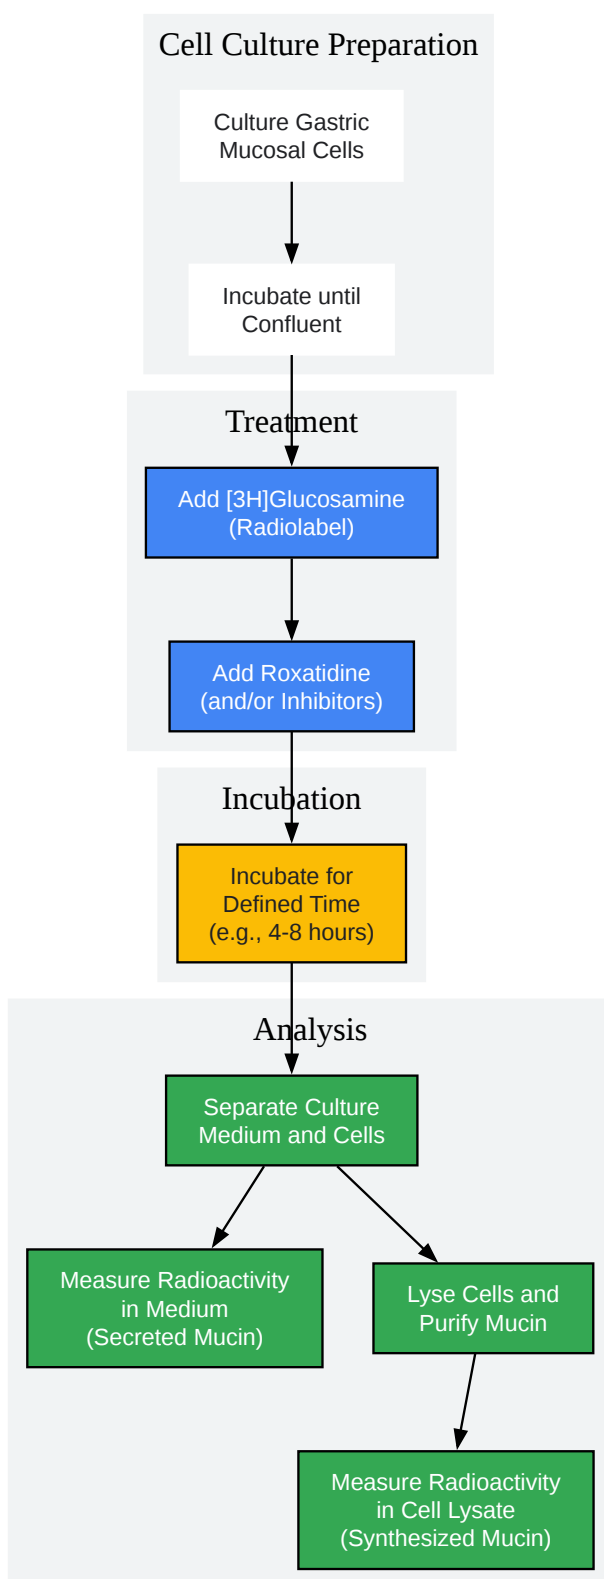 Cell Culture Preparation
Culture Gastric
Mucosal Cells
Incubate until
Confluent
Treatment
Add [3H]Glucosamine
(Radiolabel)
Add Roxatidine
(and/or Inhibitors)
Incubation
Incubate for
Defined Time
(e.g., 4-8 hours)
Analysis
Separate Culture
Medium and Cells
Measure Radioactivity
in Medium
(Secreted Mucin)
Lyse Cells and
Purify Mucin
Measure Radioactivity
in Cell Lysate
(Synthesized Mucin)